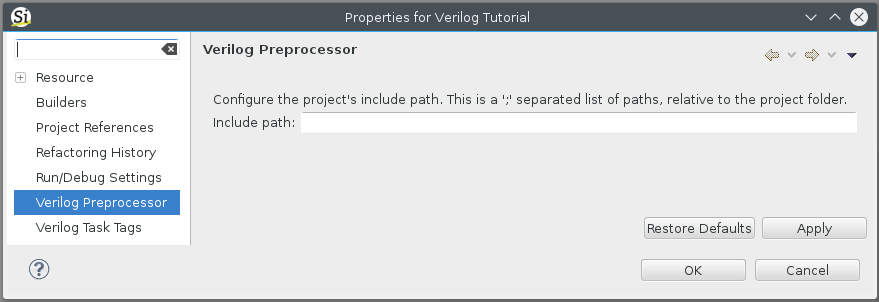 Si
Properties for Verilog Tutorial
Resource
Builders
Project References
Refactoring History
Run/Debug Settings
Verilog Preprocessor
Verilog Task Tags
Verilog Preprocessor
Configure the project's include path. This is a ';' separated list of paths, relative to the project folder.
Include path:
Restore Defaults
Apply
?
OK
Cancel